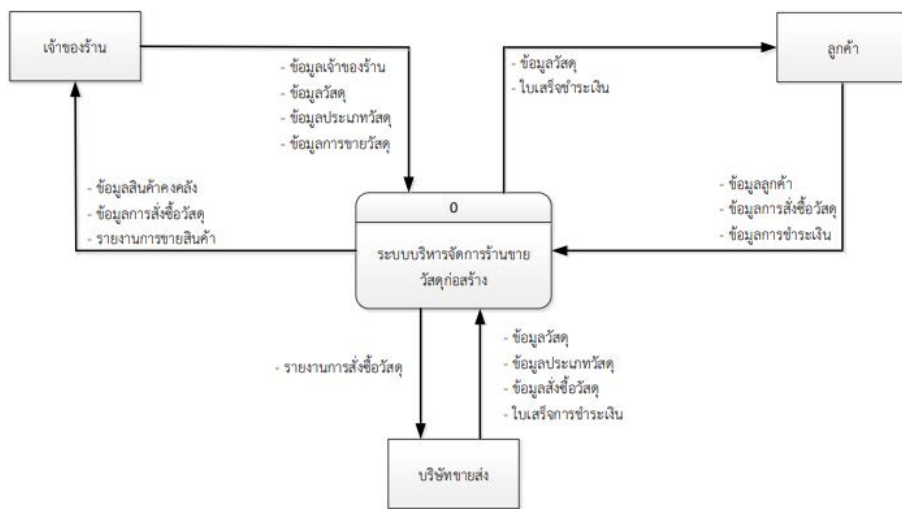 เจ้าของร้าน
ลูกค้า
- ข้อมูลเจ้าของร้าน
- ข้อมูลวัสดุ
- ข้อมูลประเภทวัสดุ
- ข้อมูลการขายวัสดุ
- ข้อมูลวัสดุ
- ใบเสร็จชำระเงิน
- ข้อมูลสินค้าคงคลัง
- ข้อมูลการสั่งซื้อวัสดุ
- รายงานการขายสินค้า
- ข้อมูลลูกค้า
- ข้อมูลการสั่งซื้อวัสดุ
- ข้อมูลการชำระเงิน
0
ระบบบริหารจัดการร้านขาย
วัสดุก่อสร้าง
- รายงานการสั่งซื้อวัสดุ
- ข้อมูลวัสดุ
- ข้อมูลประเภทวัสดุ
- ข้อมูลสั่งซื้อวัสดุ
- ใบเสร็จการชำระเงิน
บริษัทขายส่ง